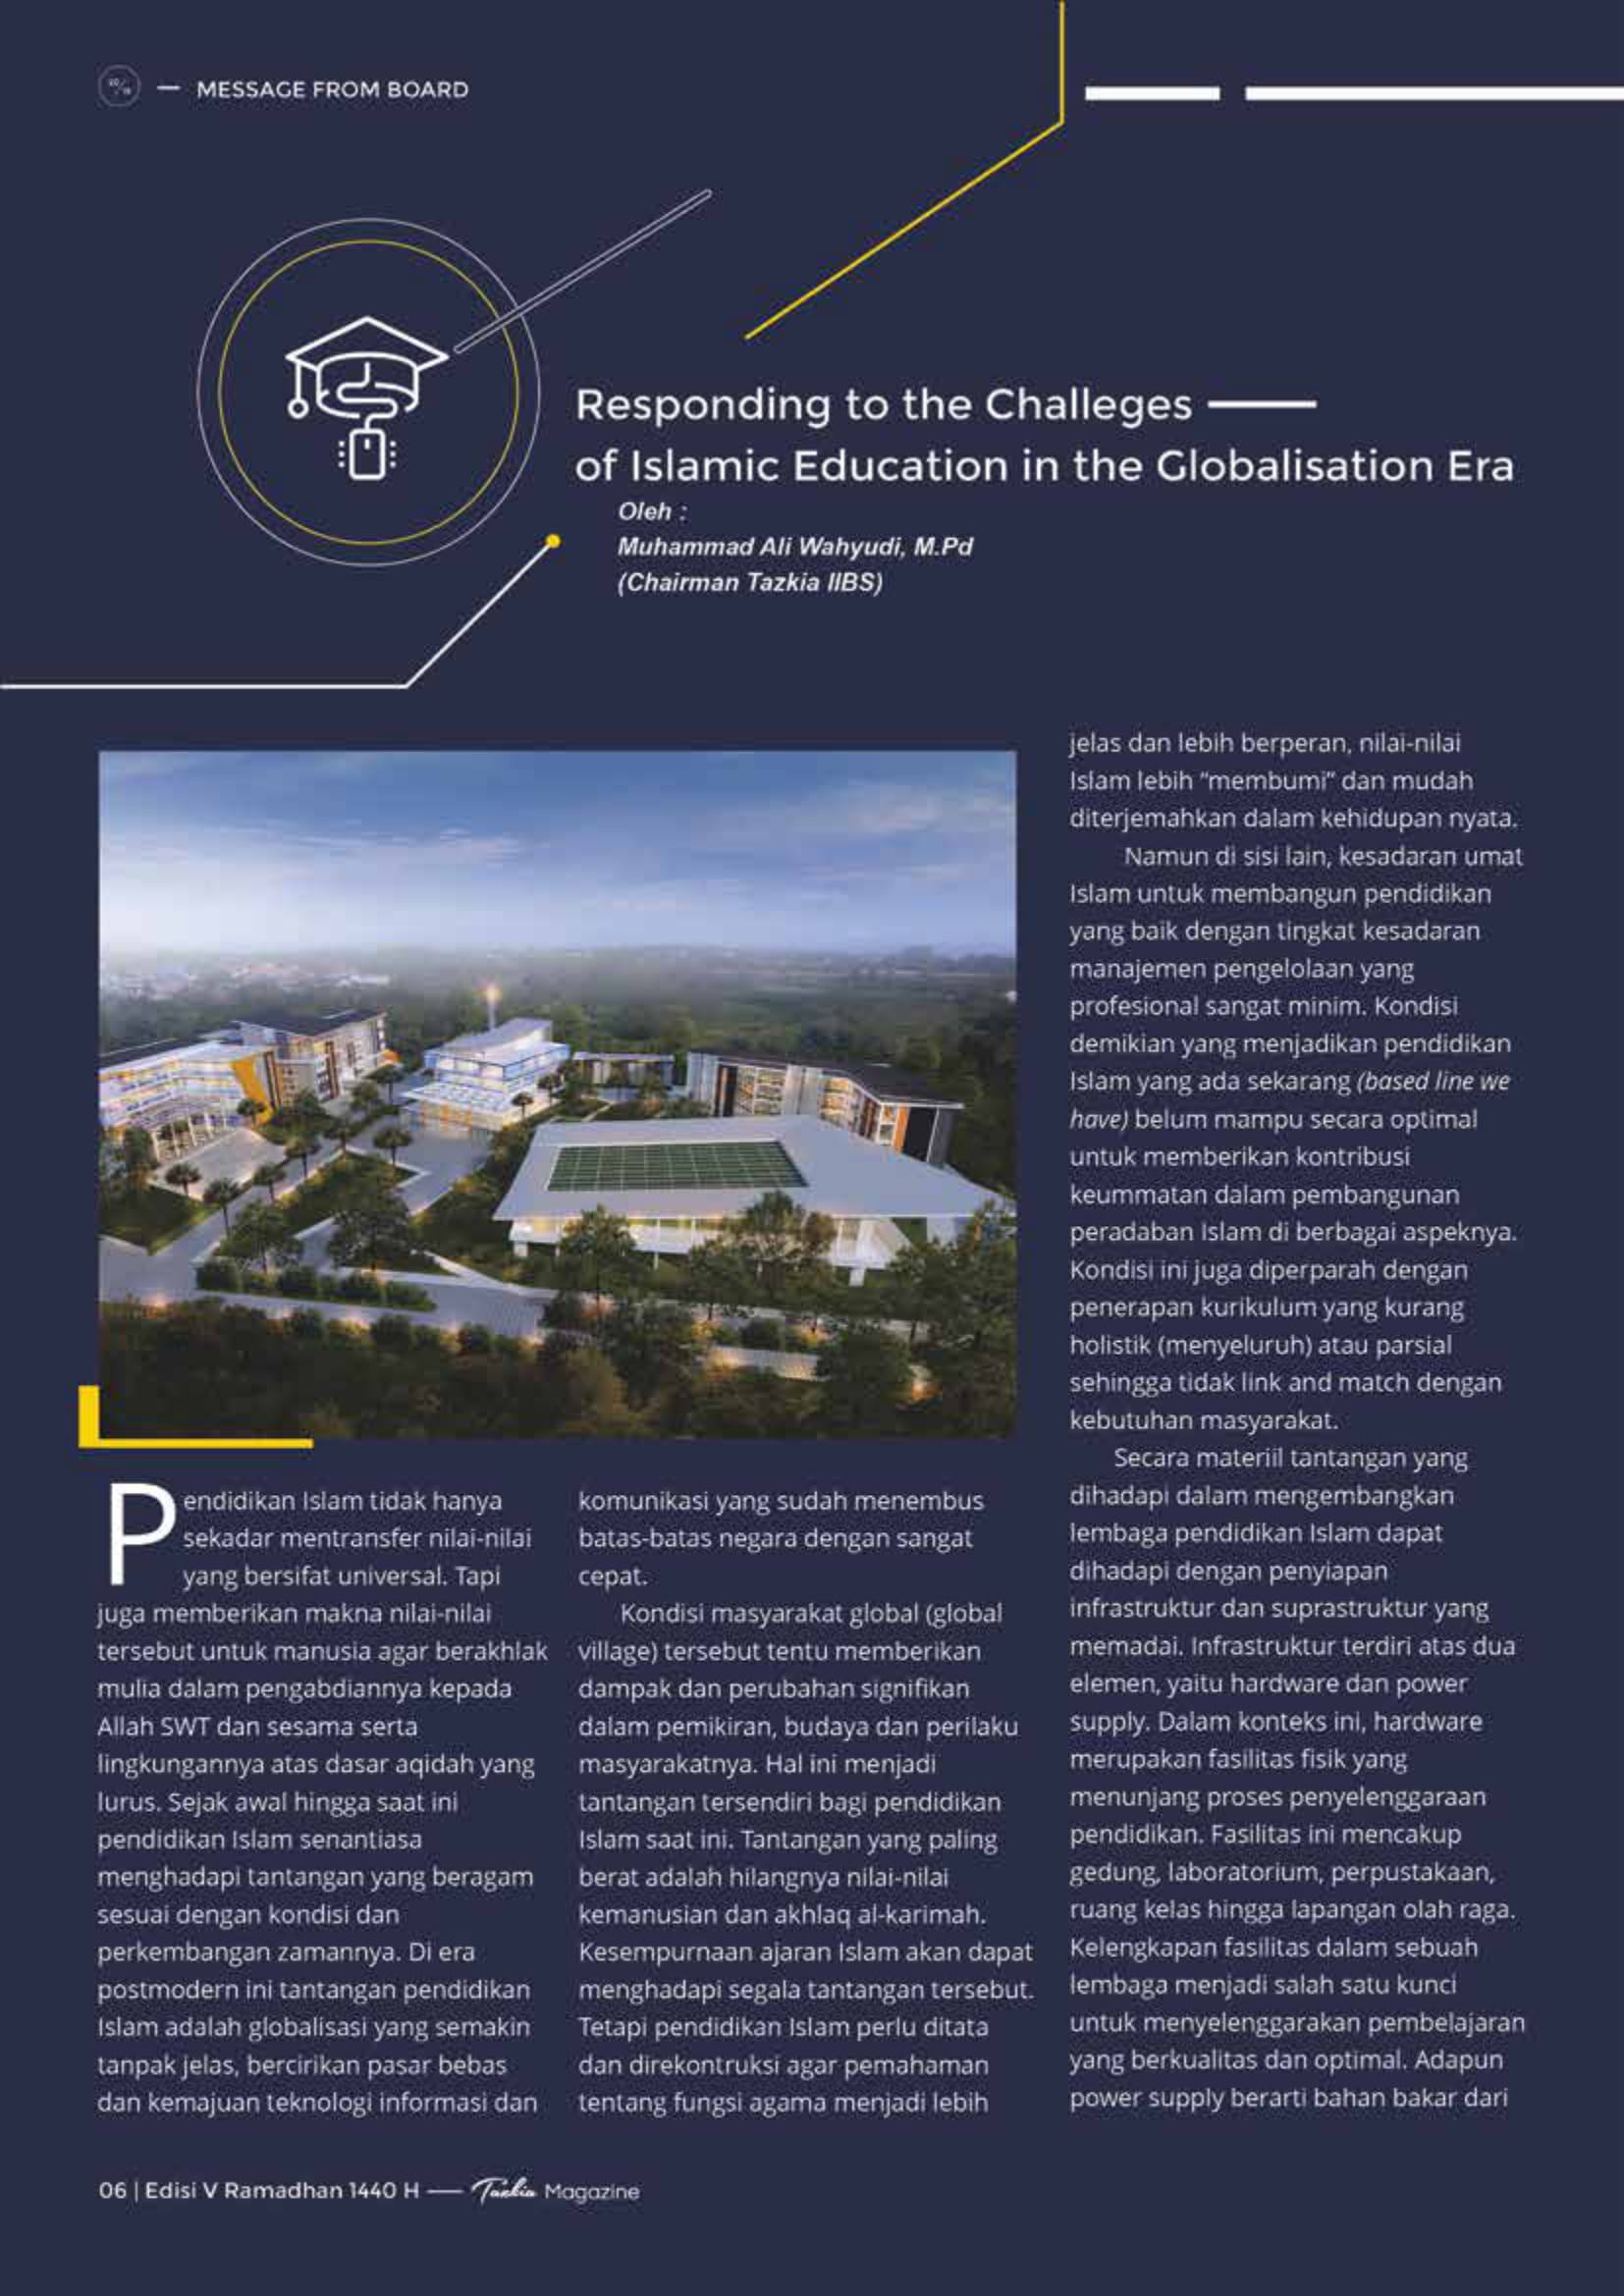 MESSAGE FROM BOARD
Responding to the Challeges
of Islamic Education in the Globalisation Era
Oleh :
Muhammad Ali Wahyudi, M.Pd
(Chairman Tazkia IIBS)
Pendidikan Islam tidak hanya
sekadar mentransfer nilai-nilai
yang bersifat universal. Tapi
juga memberikan makna nilai-nilai
tersebut untuk manusia agar berakhlak
mulia dalam pengabdiannya kepada
Allah SWT dan sesama serta
lingkungannya atas dasar aqidah yang
lurus. Sejak awal hingga saat ini
pendidikan Islam senantiasa
menghadapi tantangan yang beragam
sesuai dengan kondisi dan
perkembangan zamannya. Di era
postmodern ini tantangan pendidikan
Islam adalah globalisasi yang semakin
tanpak jelas, bercirikan pasar bebas
dan kemajuan teknologi informasi dan
komunikasi yang sudah menembus
batas-batas negara dengan sangat
cepat.
Kondisi masyarakat global (global
village) tersebut tentu memberikan
dampak dan perubahan signifikan
dalam pemikiran, budaya dan perilaku
masyarakatnya. Hal ini menjadi
tantangan tersendiri bagi pendidikan
Islam saat ini. Tantangan yang paling
berat adalah hilangnya nilai-nilai
kemanusian dan akhlaq al-karimah.
Kesempurnaan ajaran Islam akan dapat
menghadapi segala tantangan tersebut.
Tetapi pendidikan Islam perlu ditata
dan direkontruksi agar pemahaman
tentang fungsi agama menjadi lebih
jelas dan lebih berperan, nilai-nilai
Islam lebih "membumi" dan mudah
diterjemahkan dalam kehidupan nyata.
Namun di sisi lain, kesadaran umat
Islam untuk membangun pendidikan
yang baik dengan tingkat kesadaran
manajemen pengelolaan yang
profesional sangat minim. Kondisi
demikian yang menjadikan pendidikan
Islam yang ada sekarang (based line we
have) belum mampu secara optimal
untuk memberikan kontribusi
keummatan dalam pembangunan
peradaban Islam di berbagai aspeknya.
Kondisi ini juga diperparah dengan
penerapan kurikulum yang kurang
holistik (menyeluruh) atau parsial
sehingga tidak link and match dengan
kebutuhan masyarakat.
Secara materiil tantangan yang
dihadapi dalam mengembangkan
lembaga pendidikan Islam dapat
dihadapi dengan penyiapan
infrastruktur dan suprastruktur yang
memadai. Infrastruktur terdiri atas dua
elemen, yaitu hardware dan power
supply. Dalam konteks ini, hardware
merupakan fasilitas fisik yang
menunjang proses penyelenggaraan
pendidikan. Fasilitas ini mencakup
gedung, laboratorium, perpustakaan,
ruang kelas hingga lapangan olah raga.
Kelengkapan fasilitas dalam sebuah
lembaga menjadi salah satu kunci
untuk menyelenggarakan pembelajaran
yang berkualitas dan optimal. Adapun
power supply berarti bahan bakar dari
06 | Edisi V Ramadhan 1440 H — Tazkia Magazine